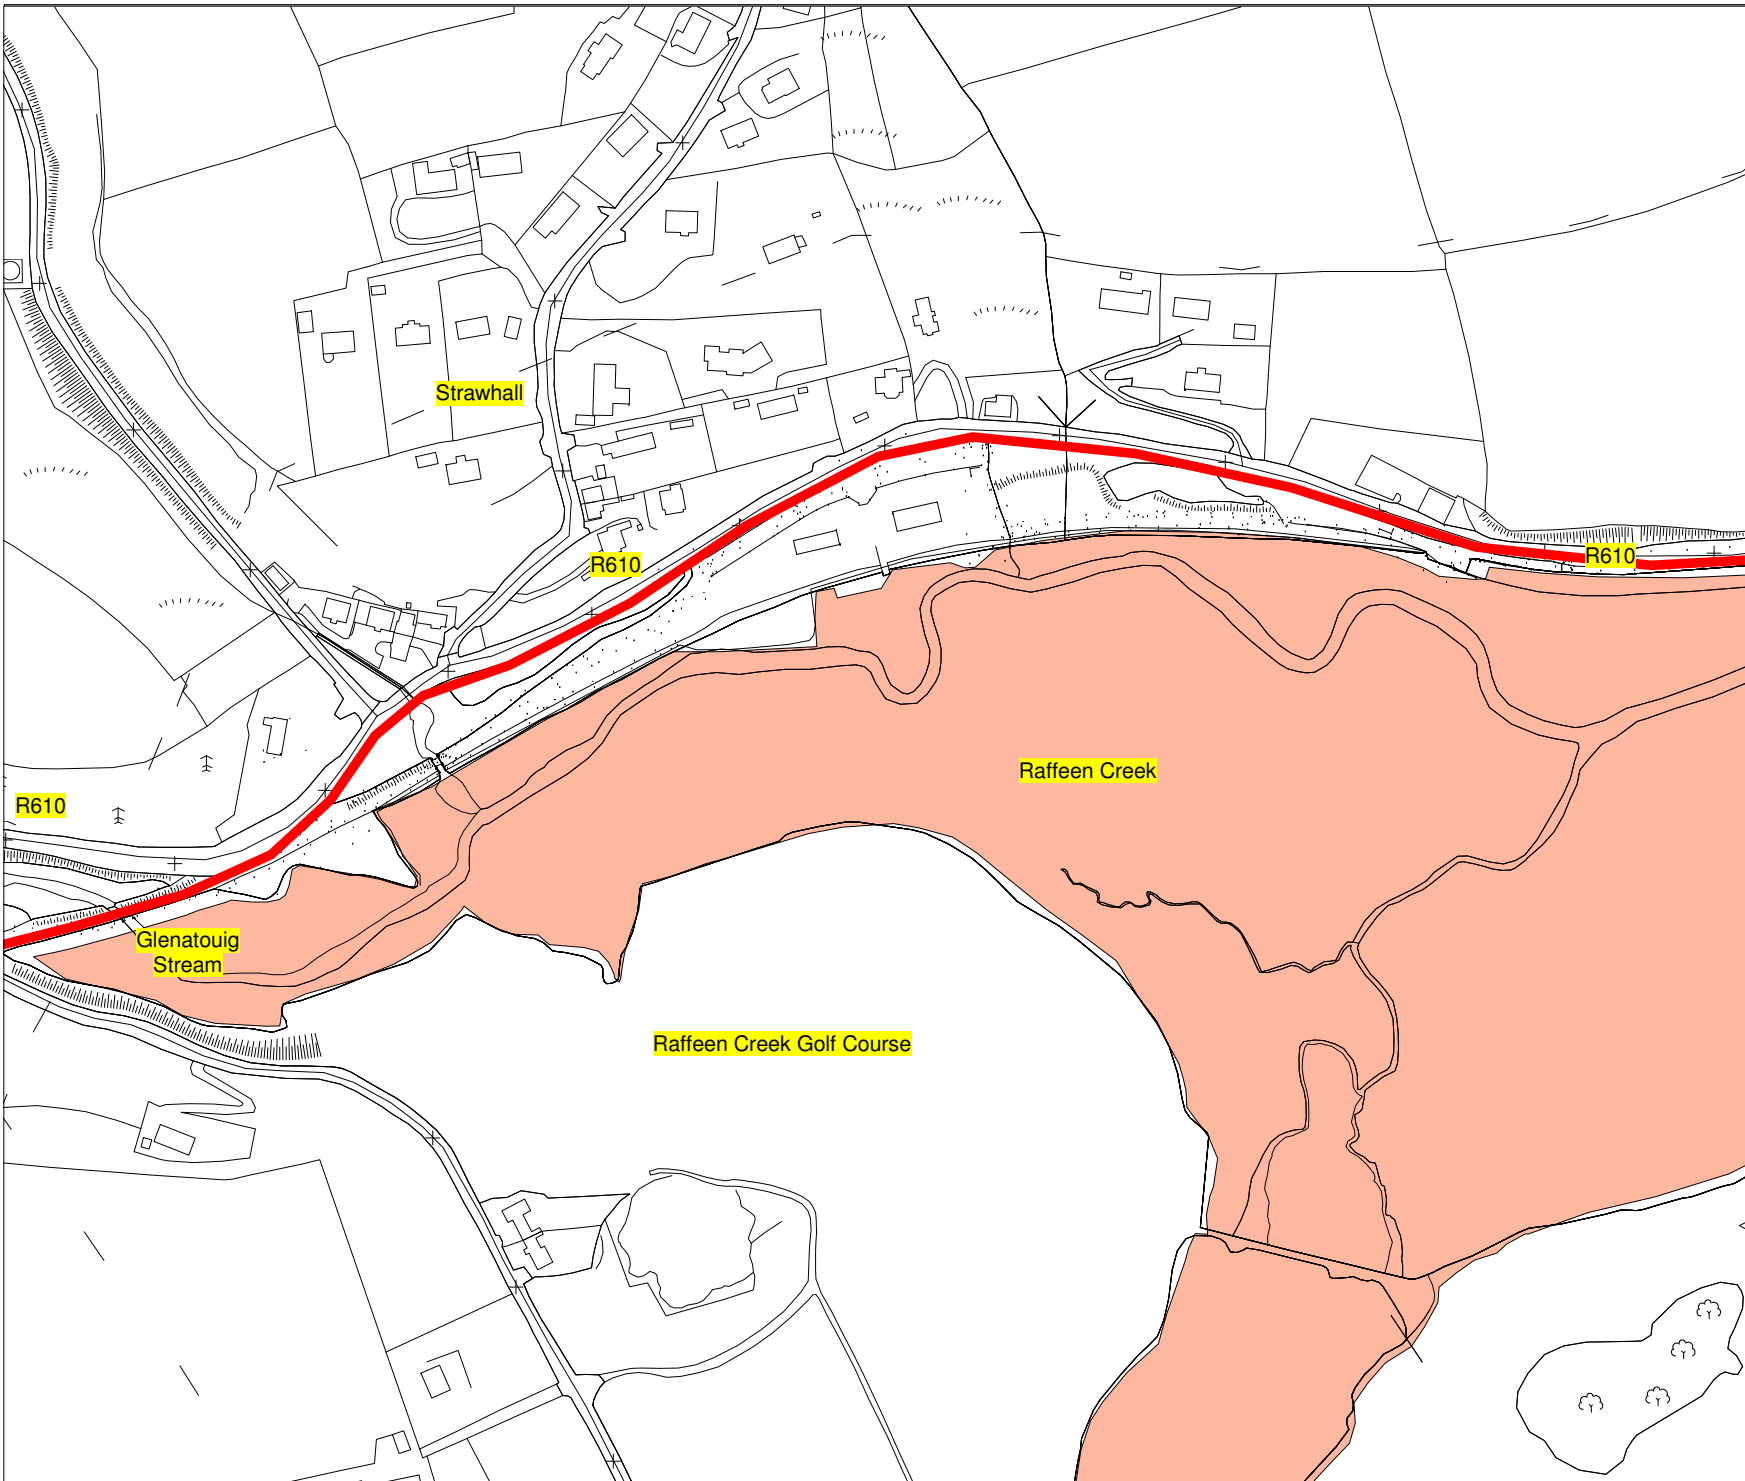 Strawhall
R610
R610
Raffeen Creek
R610
Glenatouig
Stream
Raffeen Creek Golf Course